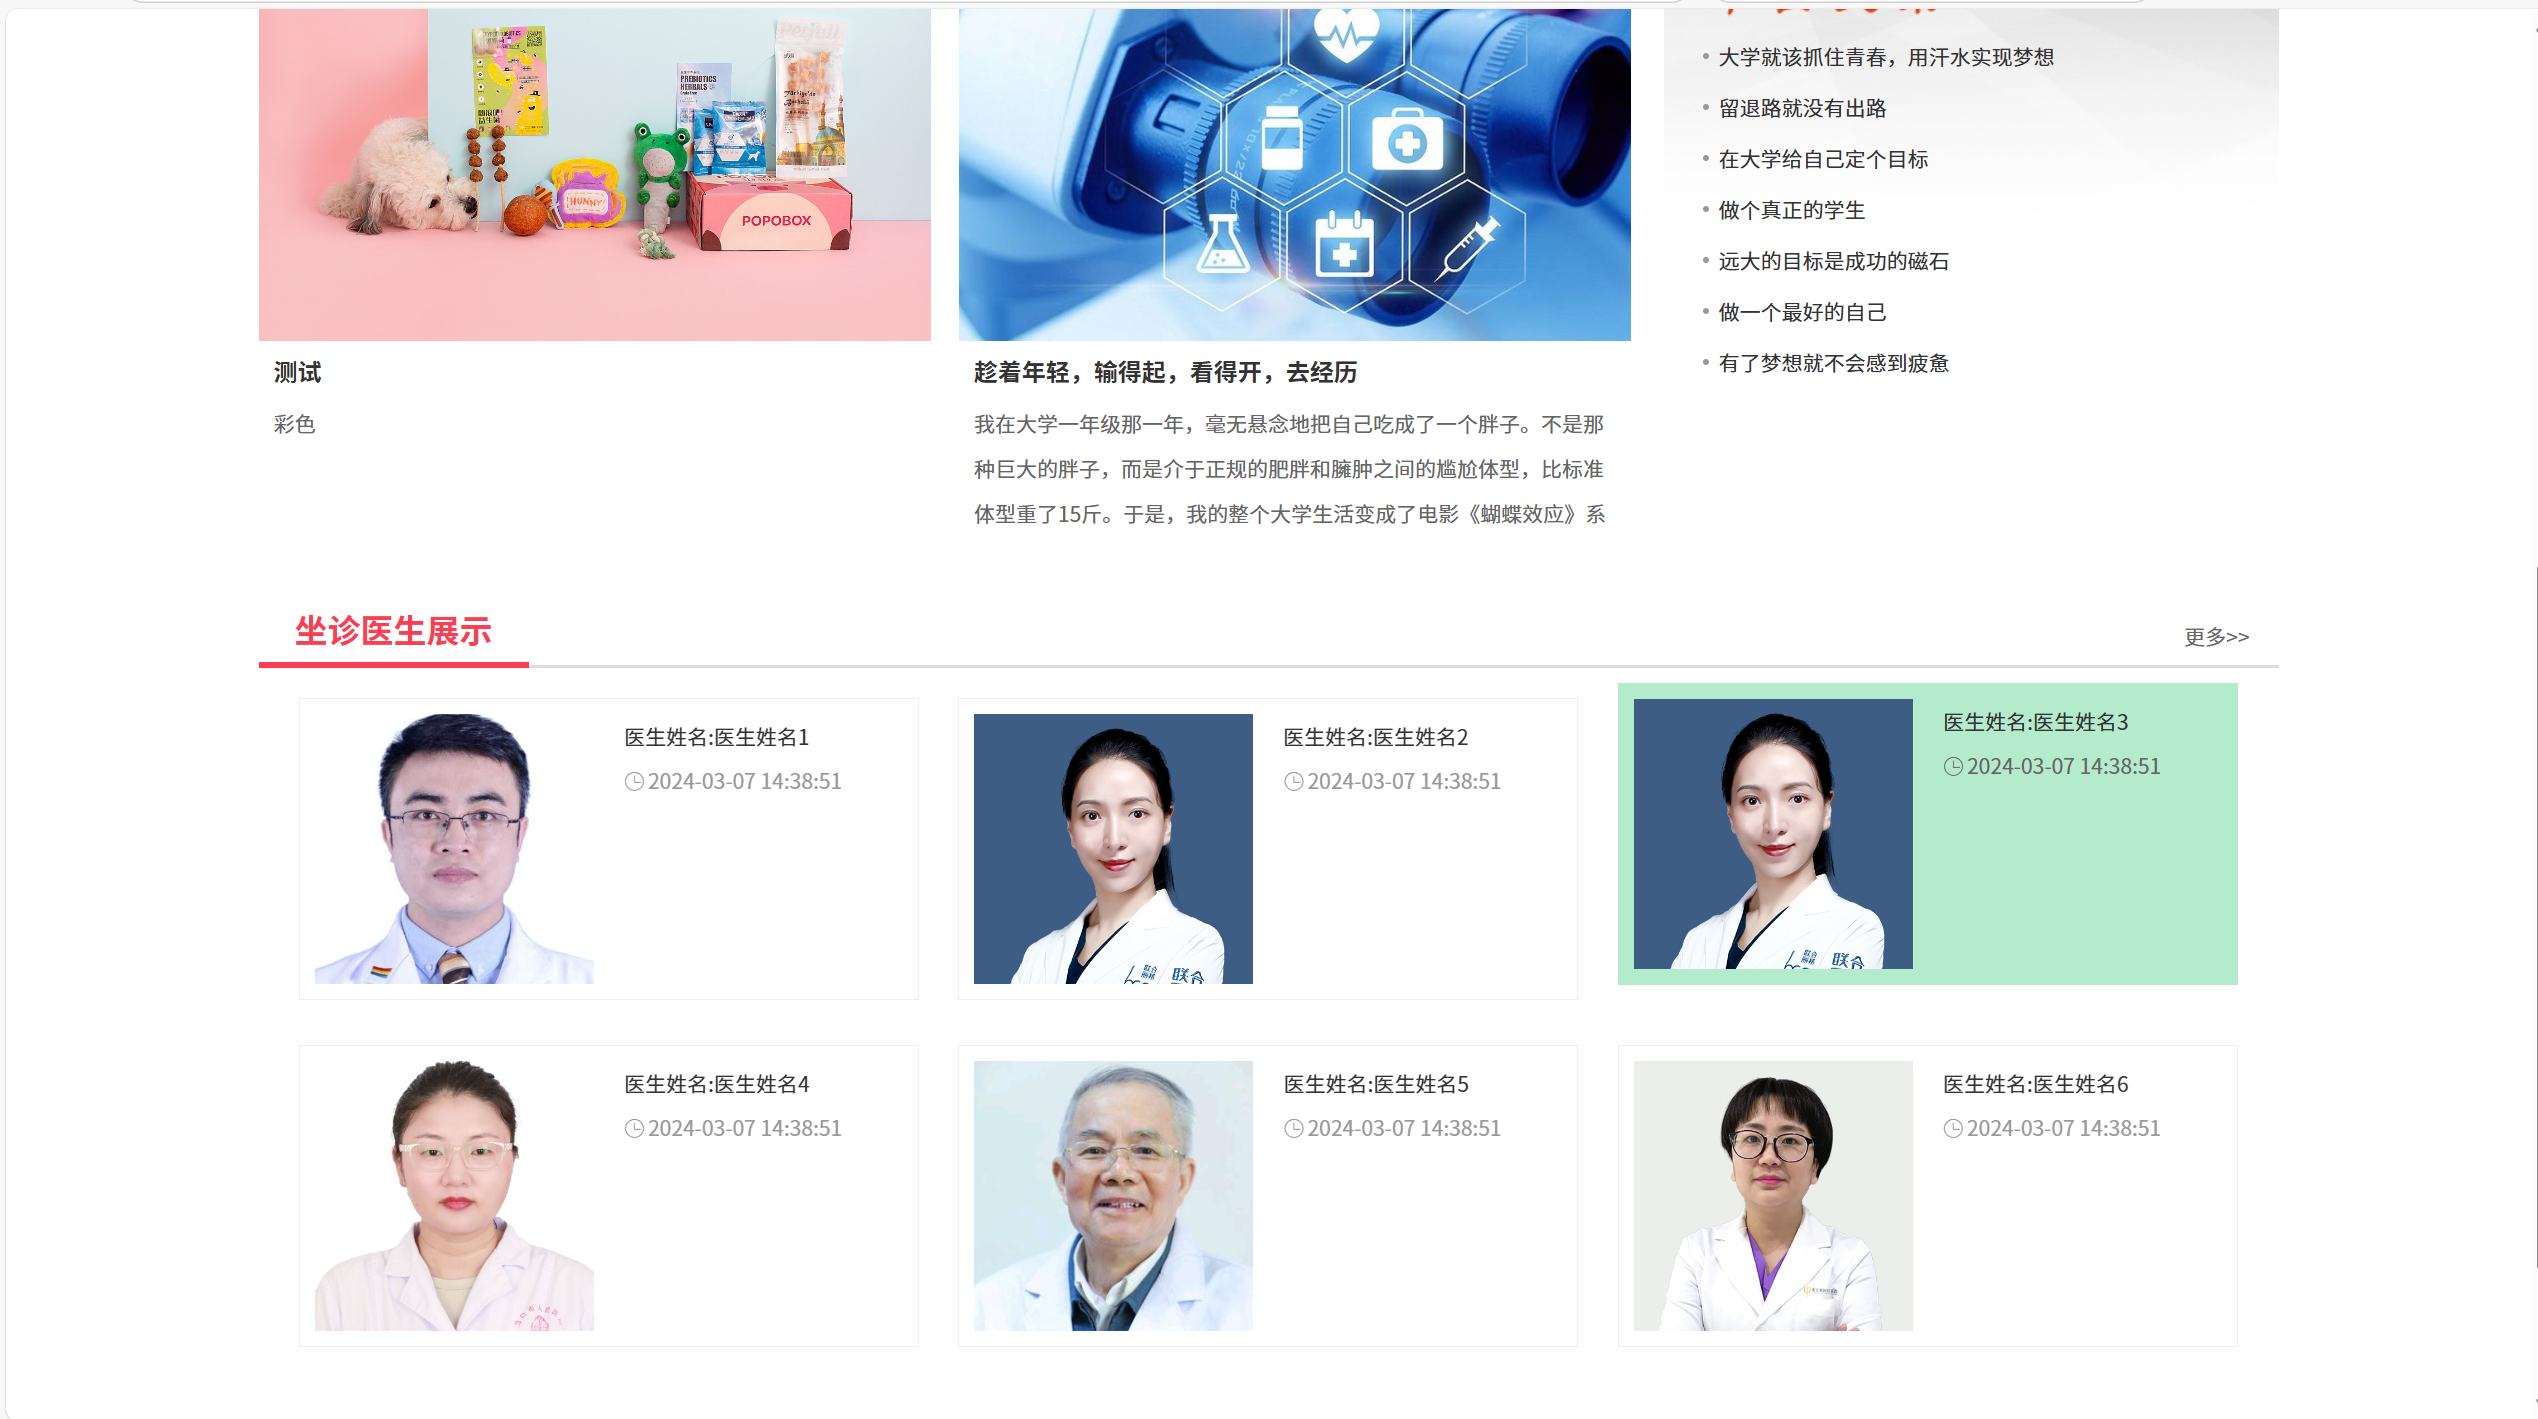 PREBIOTICS
HERBALS
HUNNY
POPOBOX
测试
彩色
趁着年轻，输得起，看得开，去经历
我在大学一年级那一年，毫无悬念地把自己吃成了一个胖子。不是那
种巨大的胖子，而是介于正规的肥胖和臃肿之间的尴尬体型，比标准
体型重了15斤。于是，我的整个大学生活变成了电影《蝴蝶效应》系
大学就该抓住青春，用汗水实现梦想
留退路就没有出路
在大学给自己定个目标
做个真正的学生
远大的目标是成功的磁石
做一个最好的自己
有了梦想就不会感到疲惫
坐诊医生展示
更多>>
医生姓名:医生姓名1
2024-03-07 14:38:51
医生姓名:医生姓名2
2024-03-07 14:38:51
联合
医生姓名:医生姓名3
2024-03-07 14:38:51
联合
医生姓名:医生姓名4
2024-03-07 14:38:51
医生姓名:医生姓名5
2024-03-07 14:38:51
医生姓名:医生姓名6
2024-03-07 14:38:51